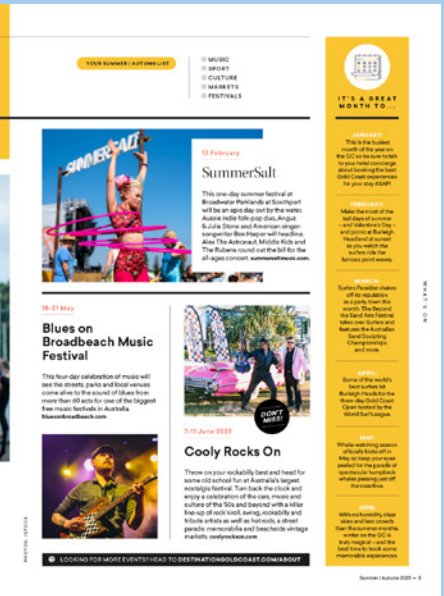 YOUR SUMMER / AUTUMN LIST
MUSIC
SPORT
CULTURE
MARKETS
FESTIVALS
SUMMERSALT
13 February
SummerSalt
This one-day summer festival at
Broadwater Parklands at Southport
will be an epic day out by the water.
Aussie indie folk-pop duo, Angus
& Julia Stone and American singer-
songwriter Ben Harper will headline.
Alex The Astronaut, Middle Kids and
The Rubens round out the bill for the
all-ages concert. summersaltmusic.com.
18-21 May
Blues on
Broadbeach Music
Festival
This four-day celebration of music will
see the streets, parks and local venues
come alive to the sound of blues from
more than 60 acts for one of the biggest
free music festivals in Australia.
bluesonbroadbeach.com
DON'T
MISS!
7-11 June 2023
Cooly Rocks On
Throw on your rockabilly best and head for
some old school fun at Australia's largest
nostalgia festival. Turn back the clock and
enjoy a celebration of the cars, music and
culture of the '50s and beyond with a killer
line-up of rock'n'roll, swing, rockabilly and
tribute artists as well as hot rods, a street
parade, memorabilia and beachside vintage
markets. coolyrockson.com
LOOKING FOR MORE EVENTS? HEAD TO DESTINATIONGOLDCOAST.COM/ABOUT
PHOTOS: ISTOCK
IT'S A GREAT
MONTH TO...
JANUARY:
This is the busiest
month of the year on
the GC so be sure to talk
to your hotel concierge
about booking the best
Gold Coast experiences
for your stay ASAP!
FEBRUARY:
Make the most of the
last days of summer
– and Valentine's Day –
and picnic at Burleigh
Headland at sunset
as you watch the
surfers ride the
famous point waves.
MARCH:
Surfers Paradise shakes
off its reputation
as a party town this
month. The Beyond
the Sand Arts Festival
takes over Surfers and
features the Australian
Sand Sculpting
Championships
and more.
APRIL:
Some of the world's
best surfers hit
Burleigh Heads for the
three-day Gold Coast
Open hosted by the
World Surf League
MAY:
Whale watching season
officially kicks off in
May so keep your eyes
peeled for the parade of
spectacular humpback
whales passing just off
the coastline.
JUNE:
With no humidity, clear
skies and less crowds
than the summer months,
winter on the GC is
truly magical – and the
best time to book some
memorable experiences.
WHAT'S ON
Summer / Autumn 2023 — 3